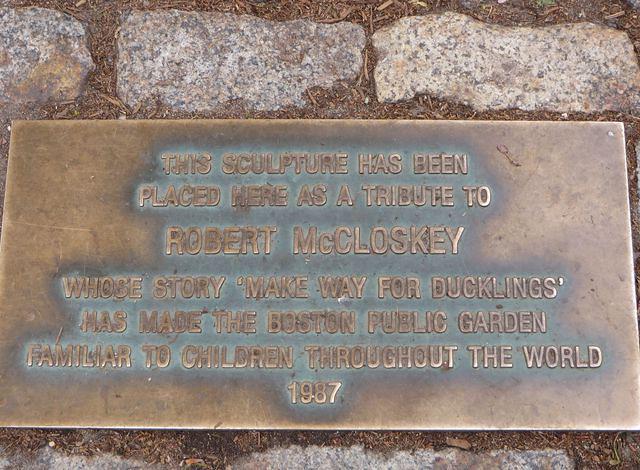 THIS SCULPTURE HAS BEEN
PLACED HERE AS A TRIBUTE TO
ROBERT McCLOSKEY
WHOSE STORY 'MAKE WAY FOR DUCKLINGS'
HAS MADE THE BOSTON PUBLIC GARDEN
FAMILIAR TO CHILDREN THROUGHOUT THE WORLD
1987